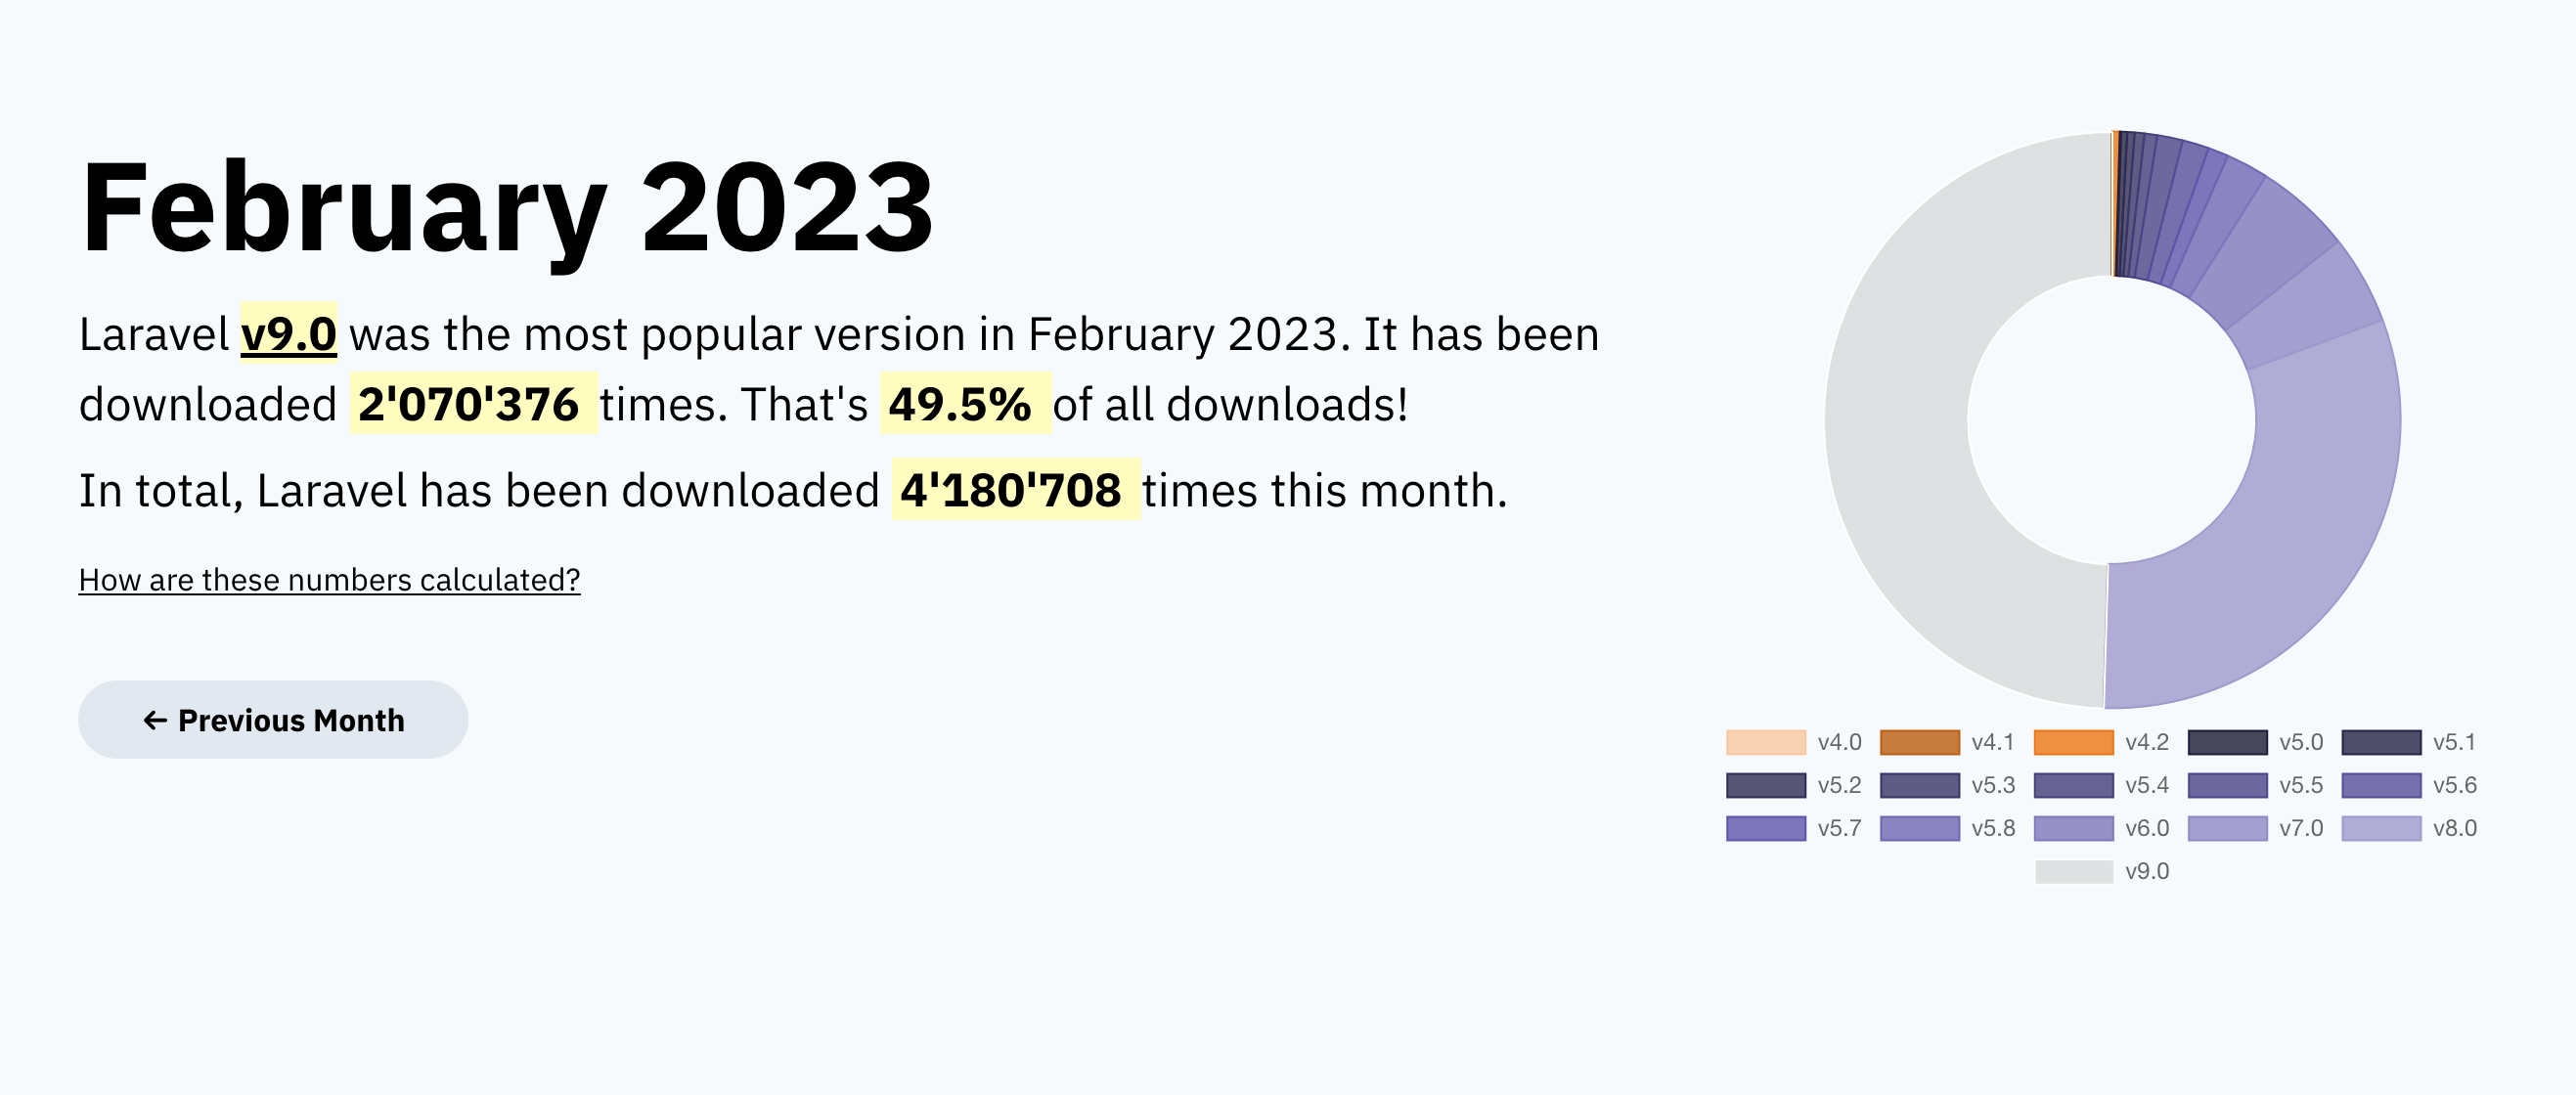 February 2023
Laravel v9.0 was the most popular version in February 2023. It has been
downloaded 2'070'376 times. That's 49.5% of all downloads!
In total, Laravel has been downloaded 4'180'708 times this month.
How are these numbers calculated?
← Previous Month
v4.0 v4.1 v4.2 v5.0 v5.1
v5.2 v5.3 v5.4 v5.5 v5.6
v5.7 v5.8 v6.0 v7.0 v8.0
v9.0